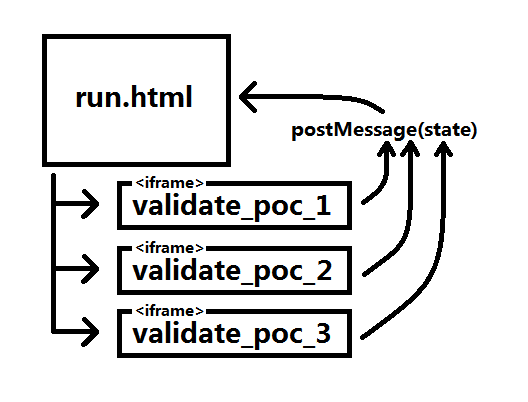 run.html
postMessage(state)
<iframe>
validate_poc_1
<iframe>
validate_poc_2
<iframe>
validate_poc_3